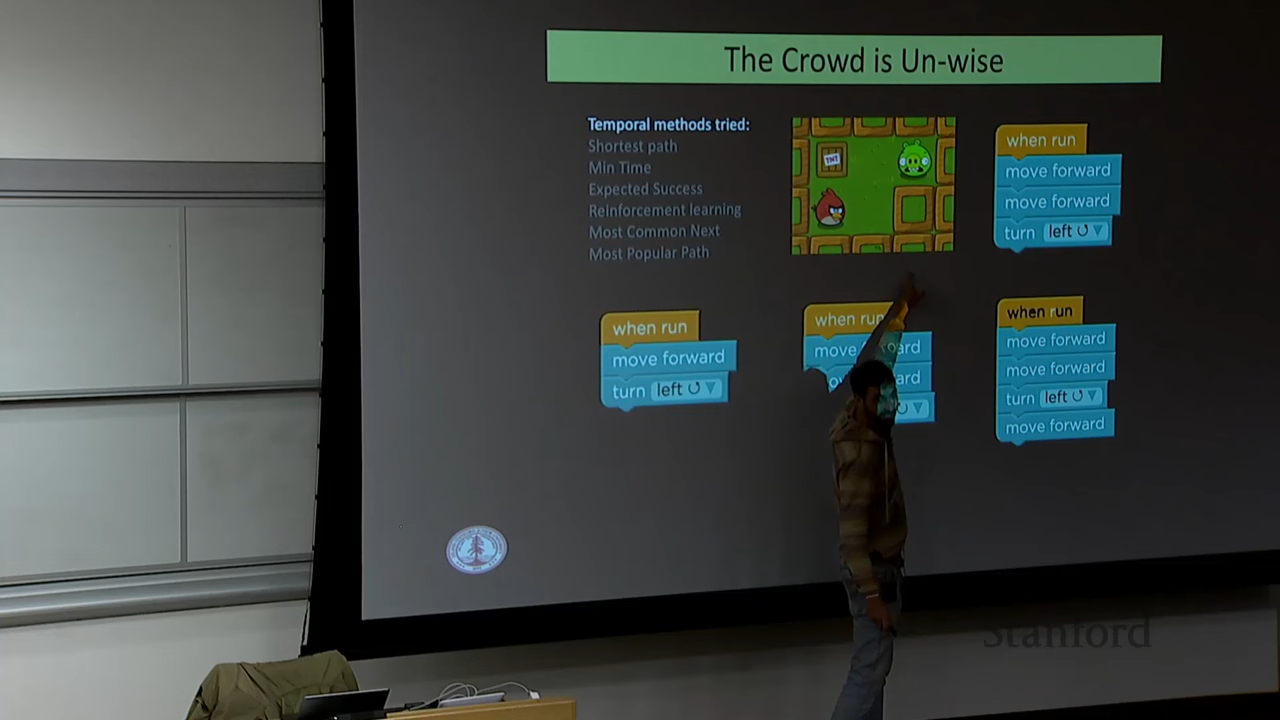 The Crowd is Un-wise
Temporal methods tried:
Shortest path
Min Time
Expected Success
Reinforcement learning
Most Common Next
Most Popular Path
TNT
when run
move forward
move forward
turn left
when run
move forward
turn left
when run
when run
move forward
move forward
turn left
move forward
Stanford